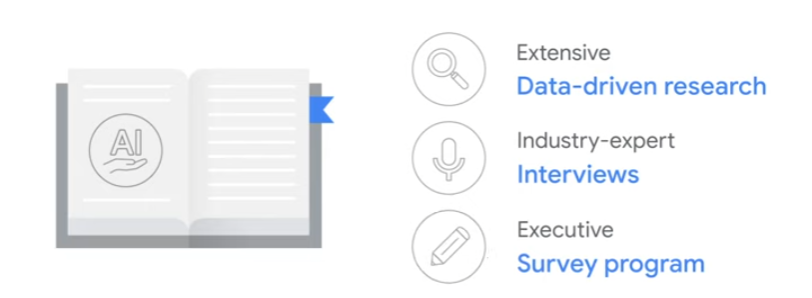 AI
Extensive
Data-driven research
Industry-expert
Interviews
Executive
Survey program